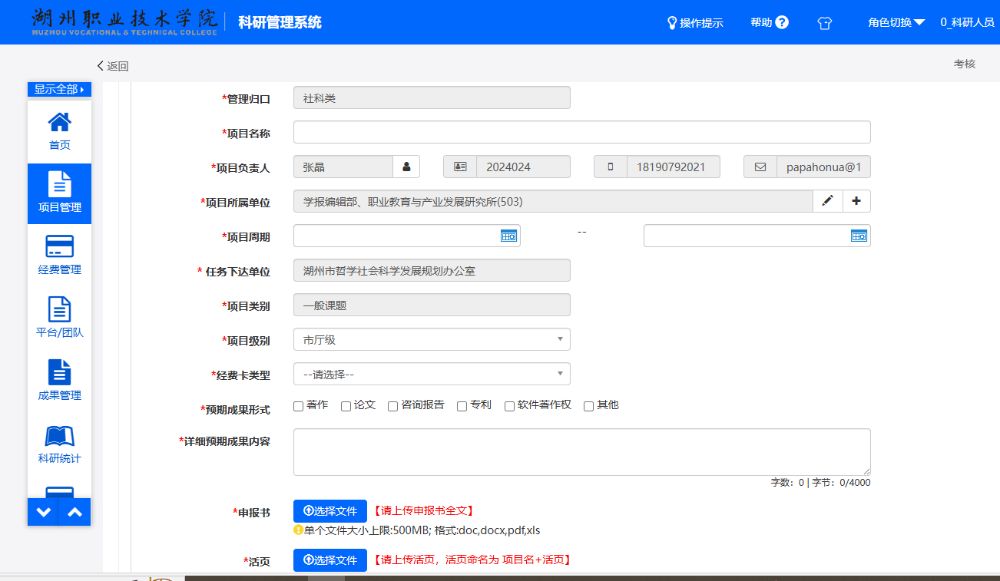 湖州职业技术学院 科研管理系统 操作提示 帮助 角色切换 0_科研人员
HUZHOU VOCATIONAL & TECHNICAL COLLEGE
返回 考核
显示全部
首页
项目管理
经费管理
平台/团队
成果管理
科研统计
*管理归口 社科类
*项目名称
*项目负责人 张晶 2024024 18190792021 papahonua@1
*项目所属单位 学报编辑部、职业教育与产业发展研究所(503)
*项目周期 --
* 任务下达单位 湖州市哲学社会科学发展规划办公室
*项目类别 一般课题
*项目级别 市厅级
*经费卡类型 --请选择--
*预期成果形式 著作 论文 咨询报告 专利 软件著作权 其他
*详细预期成果内容
字数：0 | 字节：0/4000
*申报书 选择文件 【请上传申报书全文】
单个文件大小上限:500MB; 格式:doc,docx,pdf,xls
*活页 选择文件 【请上传活页，活页命名为 项目名+活页】